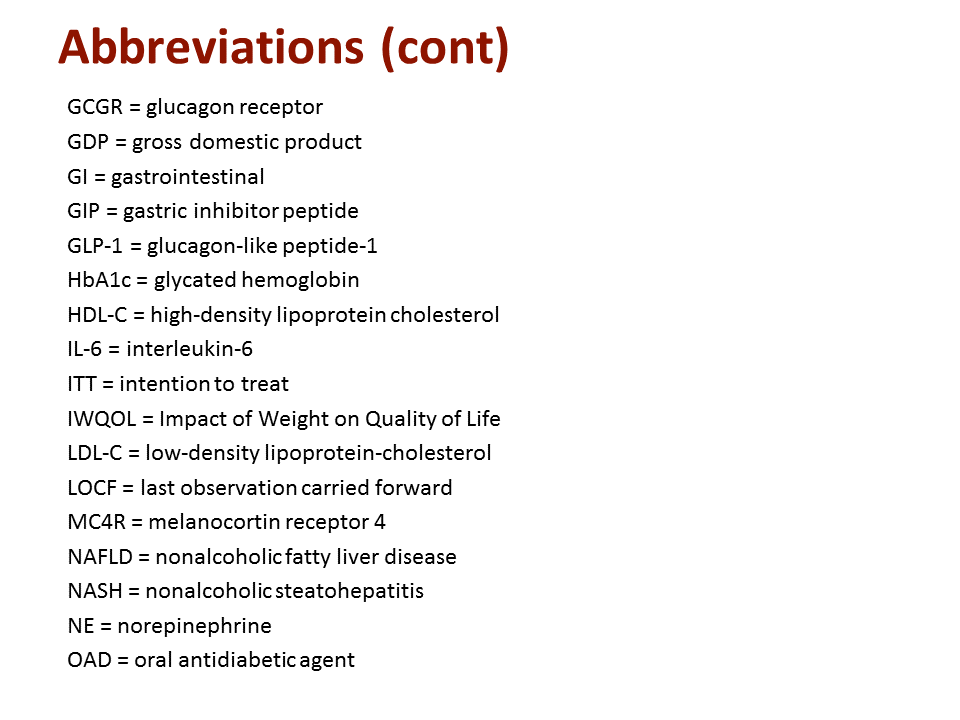 Abbreviations (cont)
GCGR = glucagon receptor
GDP = gross domestic product
GI = gastrointestinal
GIP = gastric inhibitor peptide
GLP-1 = glucagon-like peptide-1
HbA1c = glycated hemoglobin
HDL-C = high-density lipoprotein cholesterol
IL-6 = interleukin-6
ITT = intention to treat
IWQOL = Impact of Weight on Quality of Life
LDL-C = low-density lipoprotein-cholesterol
LOCF = last observation carried forward
MC4R = melanocortin receptor 4
NAFLD = nonalcoholic fatty liver disease
NASH = nonalcoholic steatohepatitis
NE = norepinephrine
OAD = oral antidiabetic agent